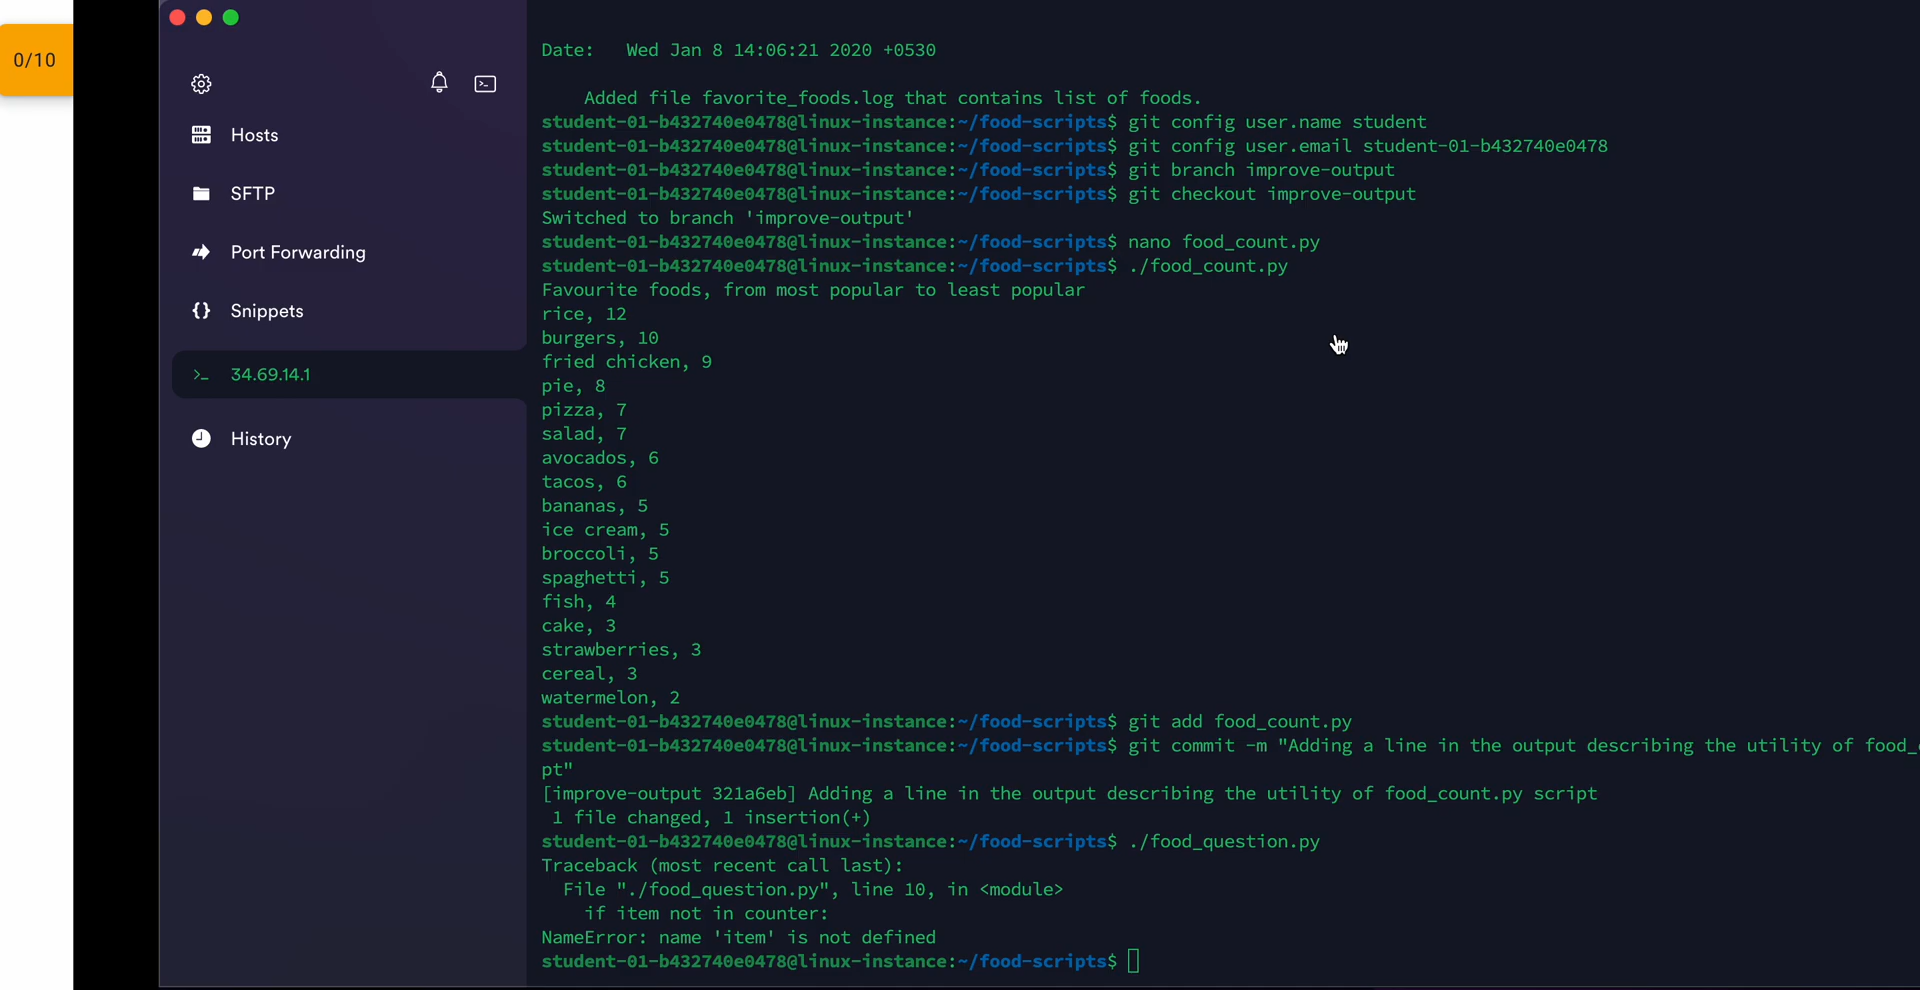 0/10
Hosts
SFTP
Port Forwarding
Snippets
34.69.14.1
History
Date:   Wed Jan 8 14:06:21 2020 +0530
Added file favorite_foods.log that contains list of foods.
student-01-b432740e0478@linux-instance:~/food-scripts$ git config user.name student
student-01-b432740e0478@linux-instance:~/food-scripts$ git config user.email student-01-b432740e0478
student-01-b432740e0478@linux-instance:~/food-scripts$ git branch improve-output
student-01-b432740e0478@linux-instance:~/food-scripts$ git checkout improve-output
Switched to branch 'improve-output'
student-01-b432740e0478@linux-instance:~/food-scripts$ nano food_count.py
student-01-b432740e0478@linux-instance:~/food-scripts$ ./food_count.py
Favourite foods, from most popular to least popular
rice, 12
burgers, 10
fried chicken, 9
pie, 8
pizza, 7
salad, 7
avocados, 6
tacos, 6
bananas, 5
ice cream, 5
broccoli, 5
spaghetti, 5
fish, 4
cake, 3
strawberries, 3
cereal, 3
watermelon, 2
student-01-b432740e0478@linux-instance:~/food-scripts$ git add food_count.py
student-01-b432740e0478@linux-instance:~/food-scripts$ git commit -m "Adding a line in the output describing the utility of food_
pt"
[improve-output 321a6eb] Adding a line in the output describing the utility of food_count.py script
1 file changed, 1 insertion(+)
student-01-b432740e0478@linux-instance:~/food-scripts$ ./food_question.py
Traceback (most recent call last):
File "./food_question.py", line 10, in <module>
if item not in counter:
NameError: name 'item' is not defined
student-01-b432740e0478@linux-instance:~/food-scripts$